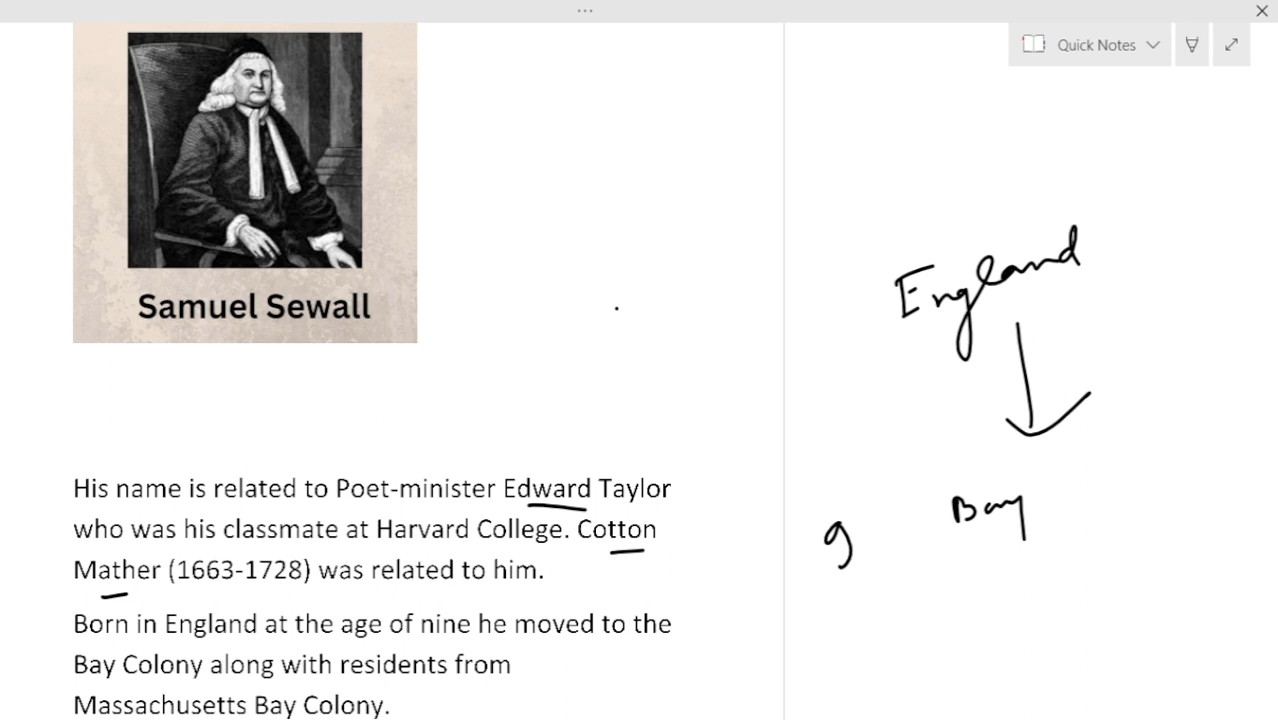 Quick Notes
Samuel Sewall
England
Bay
9
His name is related to Poet-minister Edward Taylor
who was his classmate at Harvard College. Cotton
Mather (1663-1728) was related to him.
Born in England at the age of nine he moved to the
Bay Colony along with residents from
Massachusetts Bay Colony.